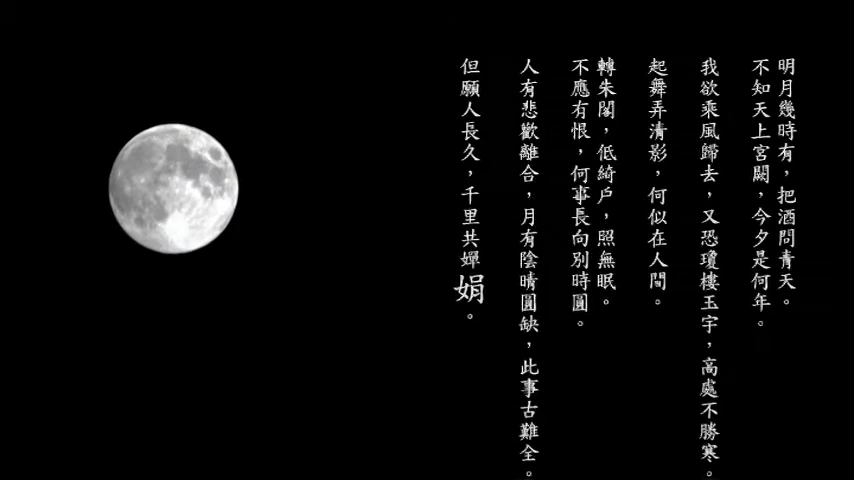 明月幾時有，把酒問青天。
不知天上宮闕，今夕是何年。
我欲乘風歸去，又恐瓊樓玉宇，高處不勝寒。
起舞弄清影，何似在人間。
轉朱閣，低綺戶，照無眠。
不應有恨，何事長向別時圓。
人有悲歡離合，月有陰晴圓缺，此事古難全。
但願人長久，千里共嬋娟。